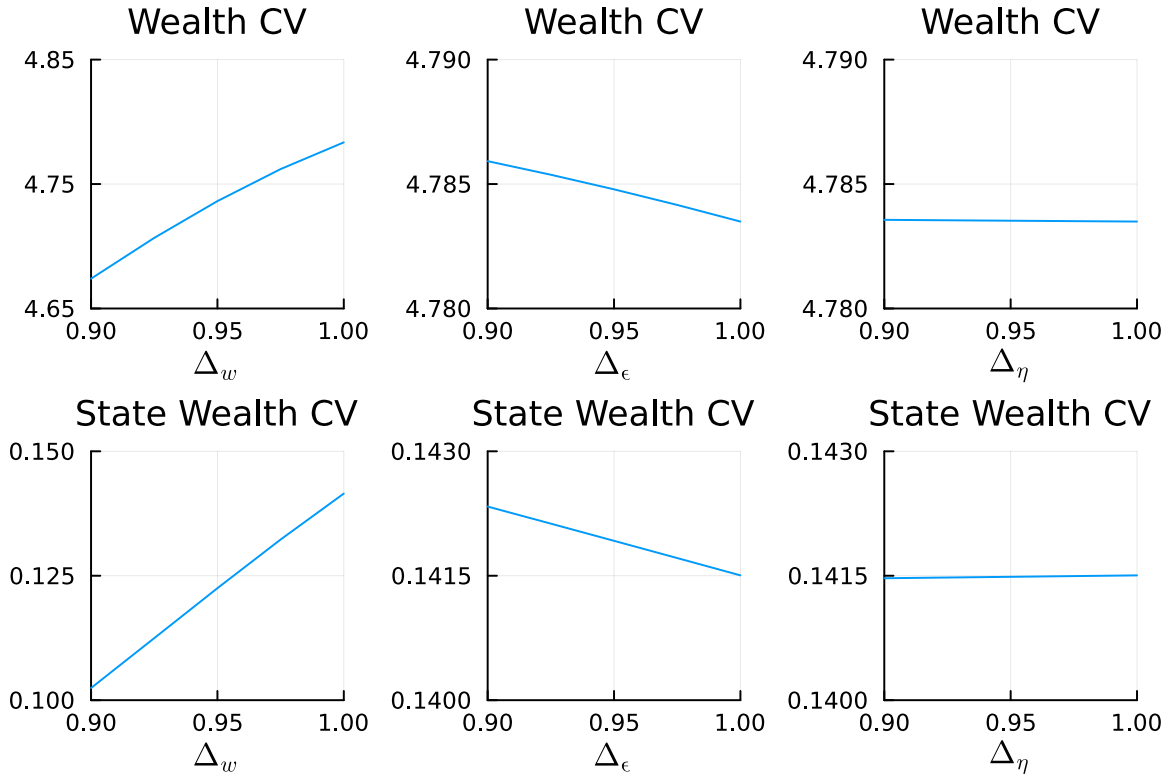 Wealth CV
4.85
4.75
4.65
0.90 0.95 1.00
Δ_w
Wealth CV
4.790
4.785
4.780
0.90 0.95 1.00
Δ_ϵ
Wealth CV
4.790
4.785
4.780
0.90 0.95 1.00
Δ_η
State Wealth CV
0.150
0.125
0.100
0.90 0.95 1.00
Δ_w
State Wealth CV
0.1430
0.1415
0.1400
0.90 0.95 1.00
Δ_ϵ
State Wealth CV
0.1430
0.1415
0.1400
0.90 0.95 1.00
Δ_η